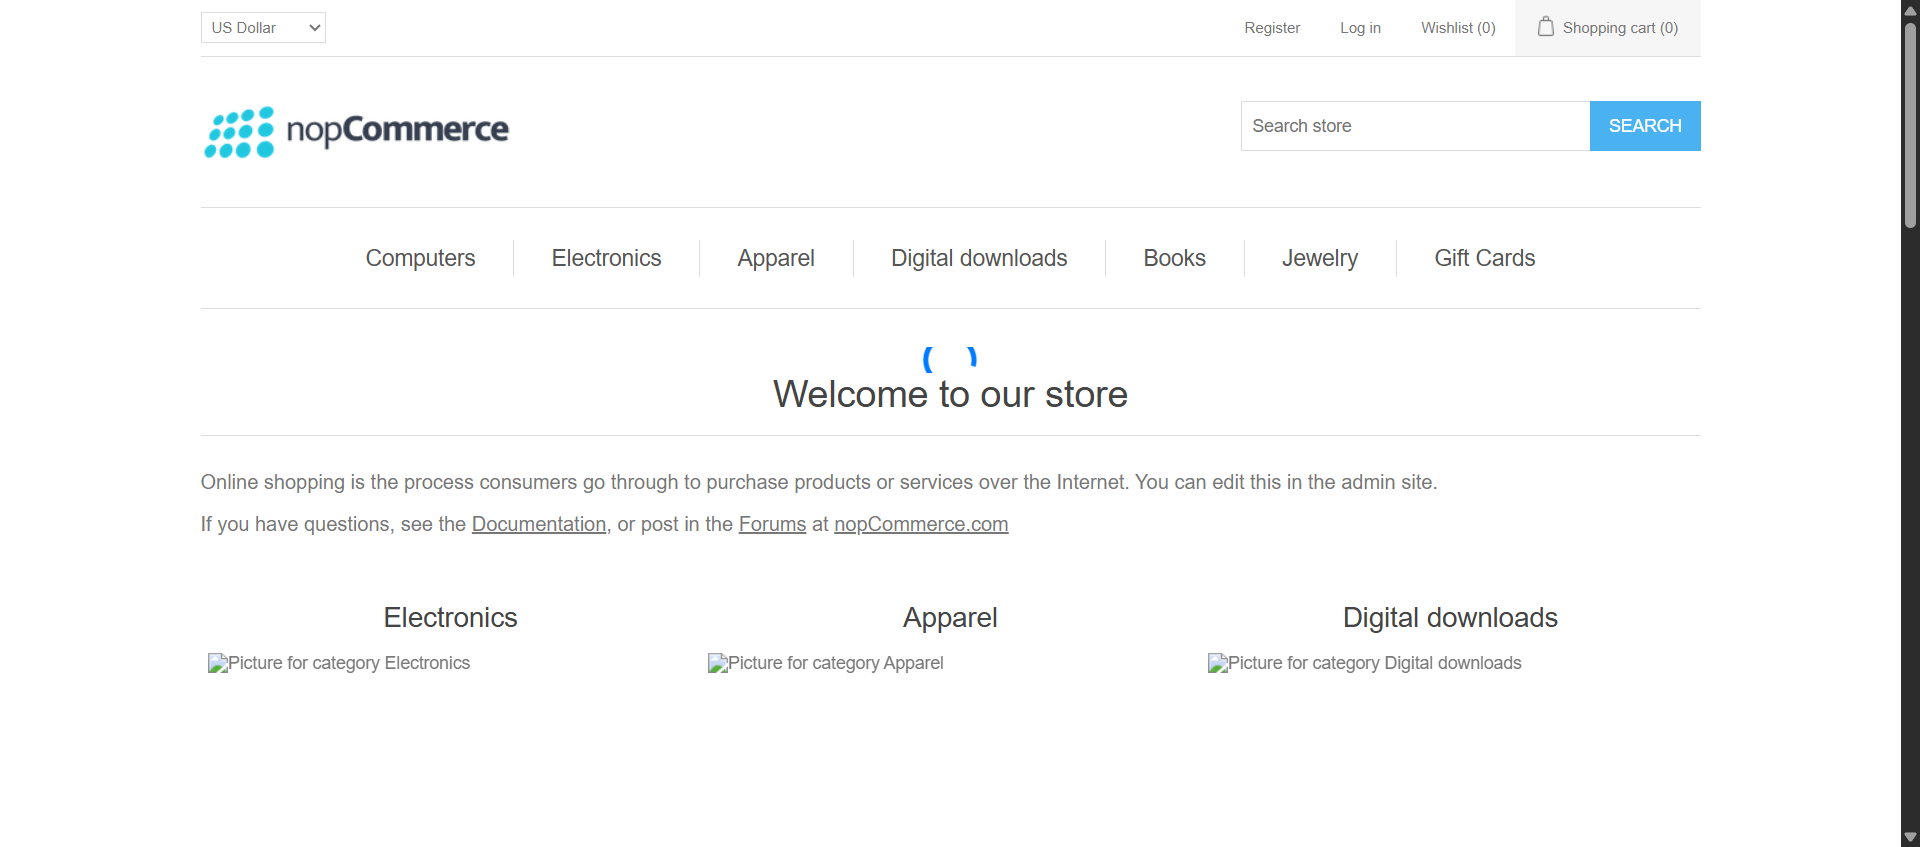 US Dollar
Register
Log in
Wishlist (0)
Shopping cart (0)
nopCommerce
Search store
SEARCH
Computers
Electronics
Apparel
Digital downloads
Books
Jewelry
Gift Cards
Welcome to our store
Online shopping is the process consumers go through to purchase products or services over the Internet. You can edit this in the admin site.
If you have questions, see the Documentation, or post in the Forums at nopCommerce.com
Electronics
Apparel
Digital downloads
Picture for category Electronics
Picture for category Apparel
Picture for category Digital downloads